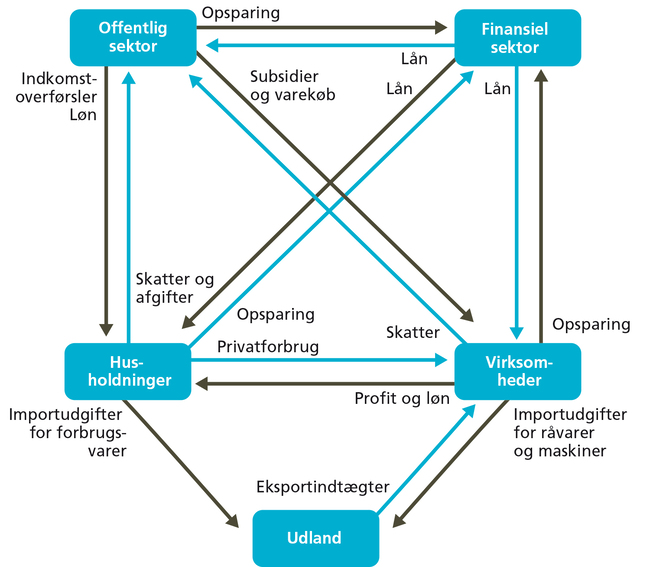 Opsparing
Offentlig
sektor
Finansiel
sektor
Lån
Indkomst-
overførsler
Løn
Subsidier
og varekøb
Lån
Lån
Skatter og
afgifter
Opsparing
Skatter
Opsparing
Privatforbrug
Hus-
holdninger
Virksom-
heder
Profit og løn
Importudgifter
for forbrugs-
varer
Importudgifter
for råvarer
og maskiner
Eksportindtægter
Udland